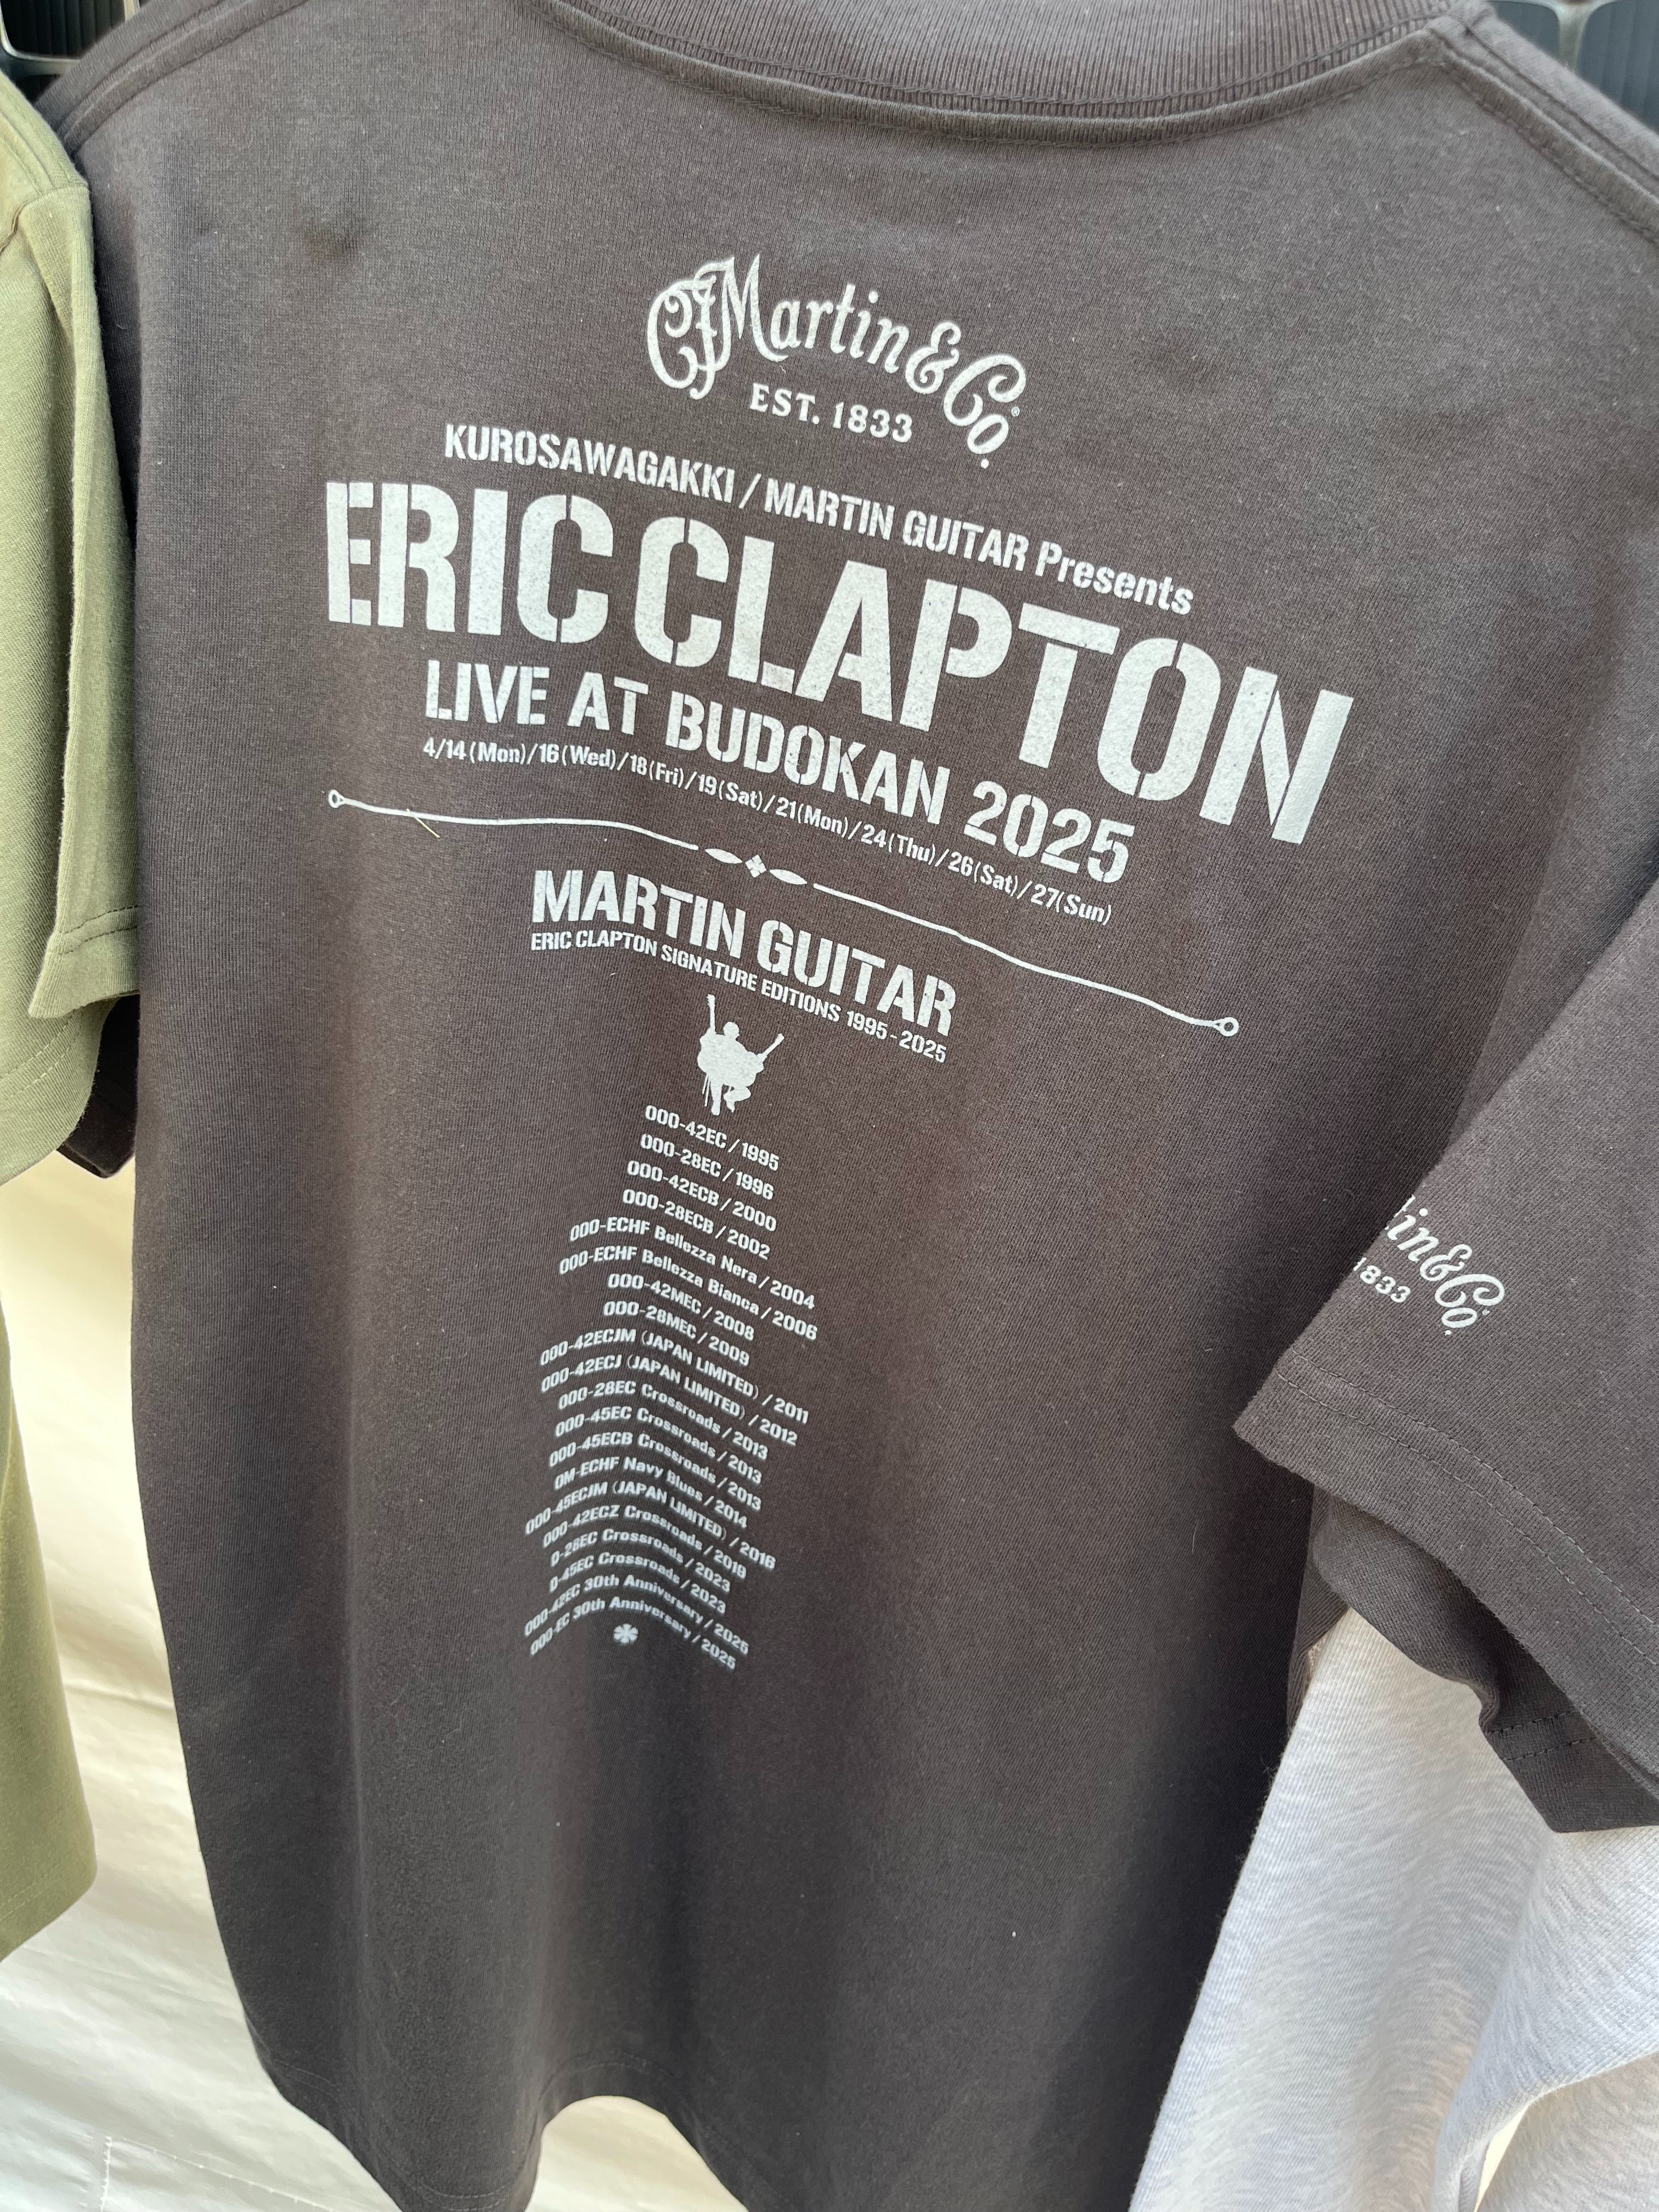 CF Martin & Co.
EST. 1833
KUROSAWAGAKKI / MARTIN GUITAR Presents
ERIC CLAPTON
LIVE AT BUDOKAN 2025
4/14(Mon)/16(Wed)/18(Fri)/19(Sat)/21(Mon)/24(Thu)/26(Sat)/27(Sun)
MARTIN GUITAR
ERIC CLAPTON SIGNATURE EDITIONS 1995-2025
000-42EC / 1995
000-28EC / 1996
000-42ECB / 2000
000-28ECB / 2002
000-ECHF Bellezza Nera / 2004
000-ECHF Bellezza Bianca / 2006
000-42MEC / 2008
000-28MEC / 2009
000-42ECJM (JAPAN LIMITED) / 2011
000-42ECJ (JAPAN LIMITED) / 2012
000-28EC Crossroads / 2013
000-45EC Crossroads / 2013
000-45ECB Crossroads / 2013
OM-ECHF Navy Blues / 2014
000-45ECJM (JAPAN LIMITED) / 2016
000-42ECZ Crossroads / 2019
D-28EC Crossroads / 2023
D-45EC Crossroads / 2023
000-42EC 30th Anniversary / 2025
000-EC 30th Anniversary / 2025
tin & Co.
1833